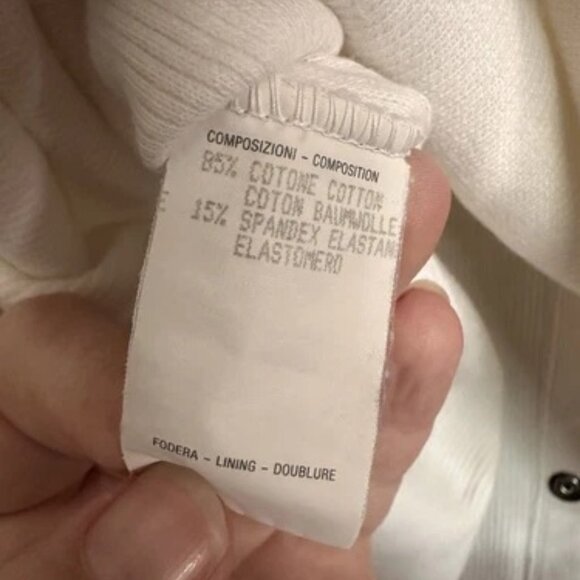 COMPOSIZIONI - COMPOSITION
85% COTONE COTTON
COTON BAUMWOLLE
15% SPANDEX ELASTAN
ELASTOMERO
FODERA - LINING - DOUBLURE